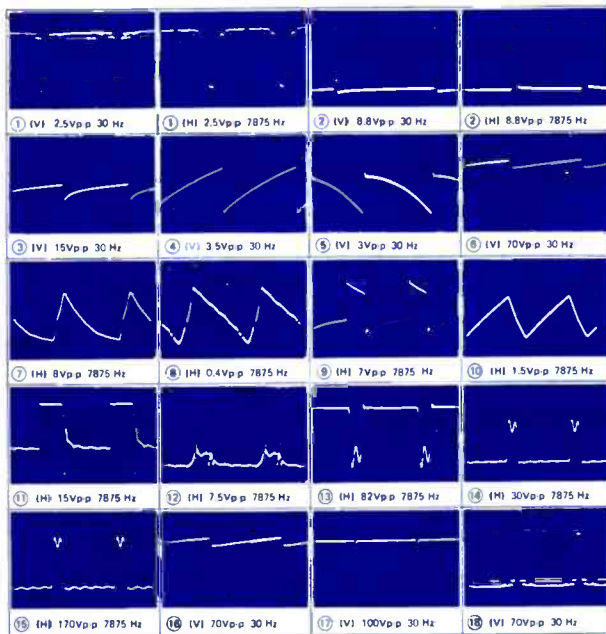 ① (V) 2.5Vp-p 30 Hz
① (H) 2.5Vp-p 7875 Hz
② (V) 8.8Vp-p 30 Hz
② (H) 8.8Vp-p 7875 Hz
③ (V) 15Vp-p 30 Hz
④ (V) 3.5Vp-p 30 Hz
⑤ (V) 3Vp-p 30 Hz
⑥ (V) 70Vp-p 30 Hz
⑦ (H) 8Vp-p 7875 Hz
⑧ (H) 0.4Vp-p 7875 Hz
⑨ (H) 7Vp-p 7875 Hz
⑩ (H) 1.5Vp-p 7875 Hz
⑪ (H) 15Vp-p 7875 Hz
⑫ (H) 7.5Vp-p 7875 Hz
⑬ (H) 82Vp-p 7875 Hz
⑭ (H) 30Vp-p 7875 Hz
⑮ (H) 170Vp-p 7875 Hz
⑯ (V) 70Vp-p 30 Hz
⑰ (V) 100Vp-p 30 Hz
⑱ (V) 70Vp-p 30 Hz